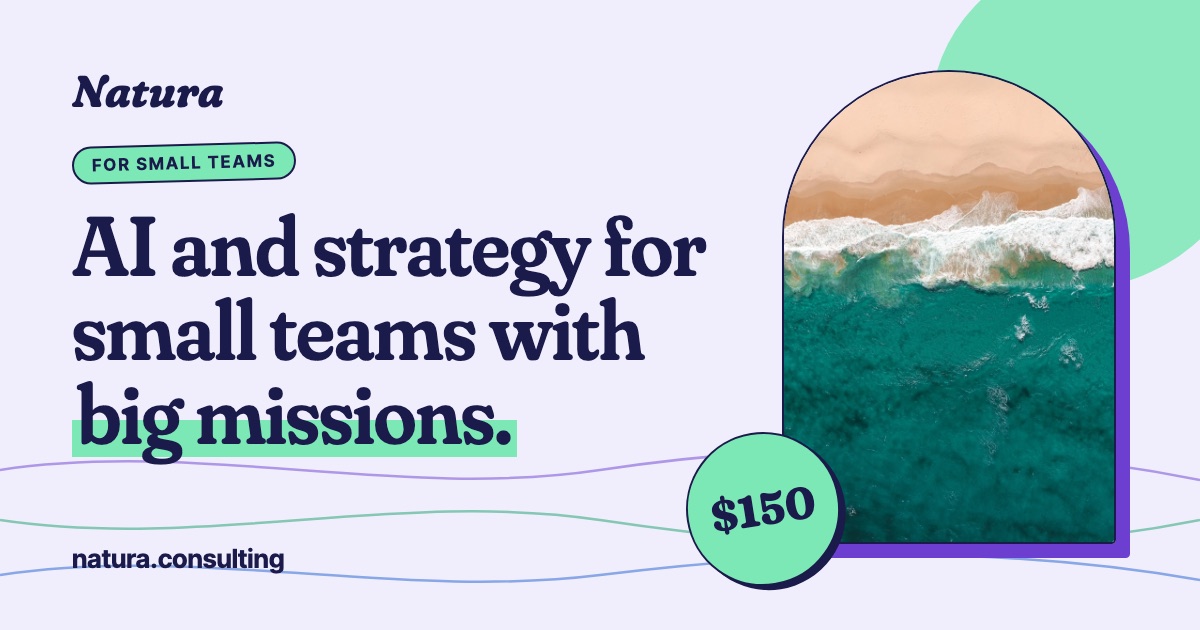 Natura
FOR SMALL TEAMS
AI and strategy for
small teams with
big missions.
$150
natura.consulting